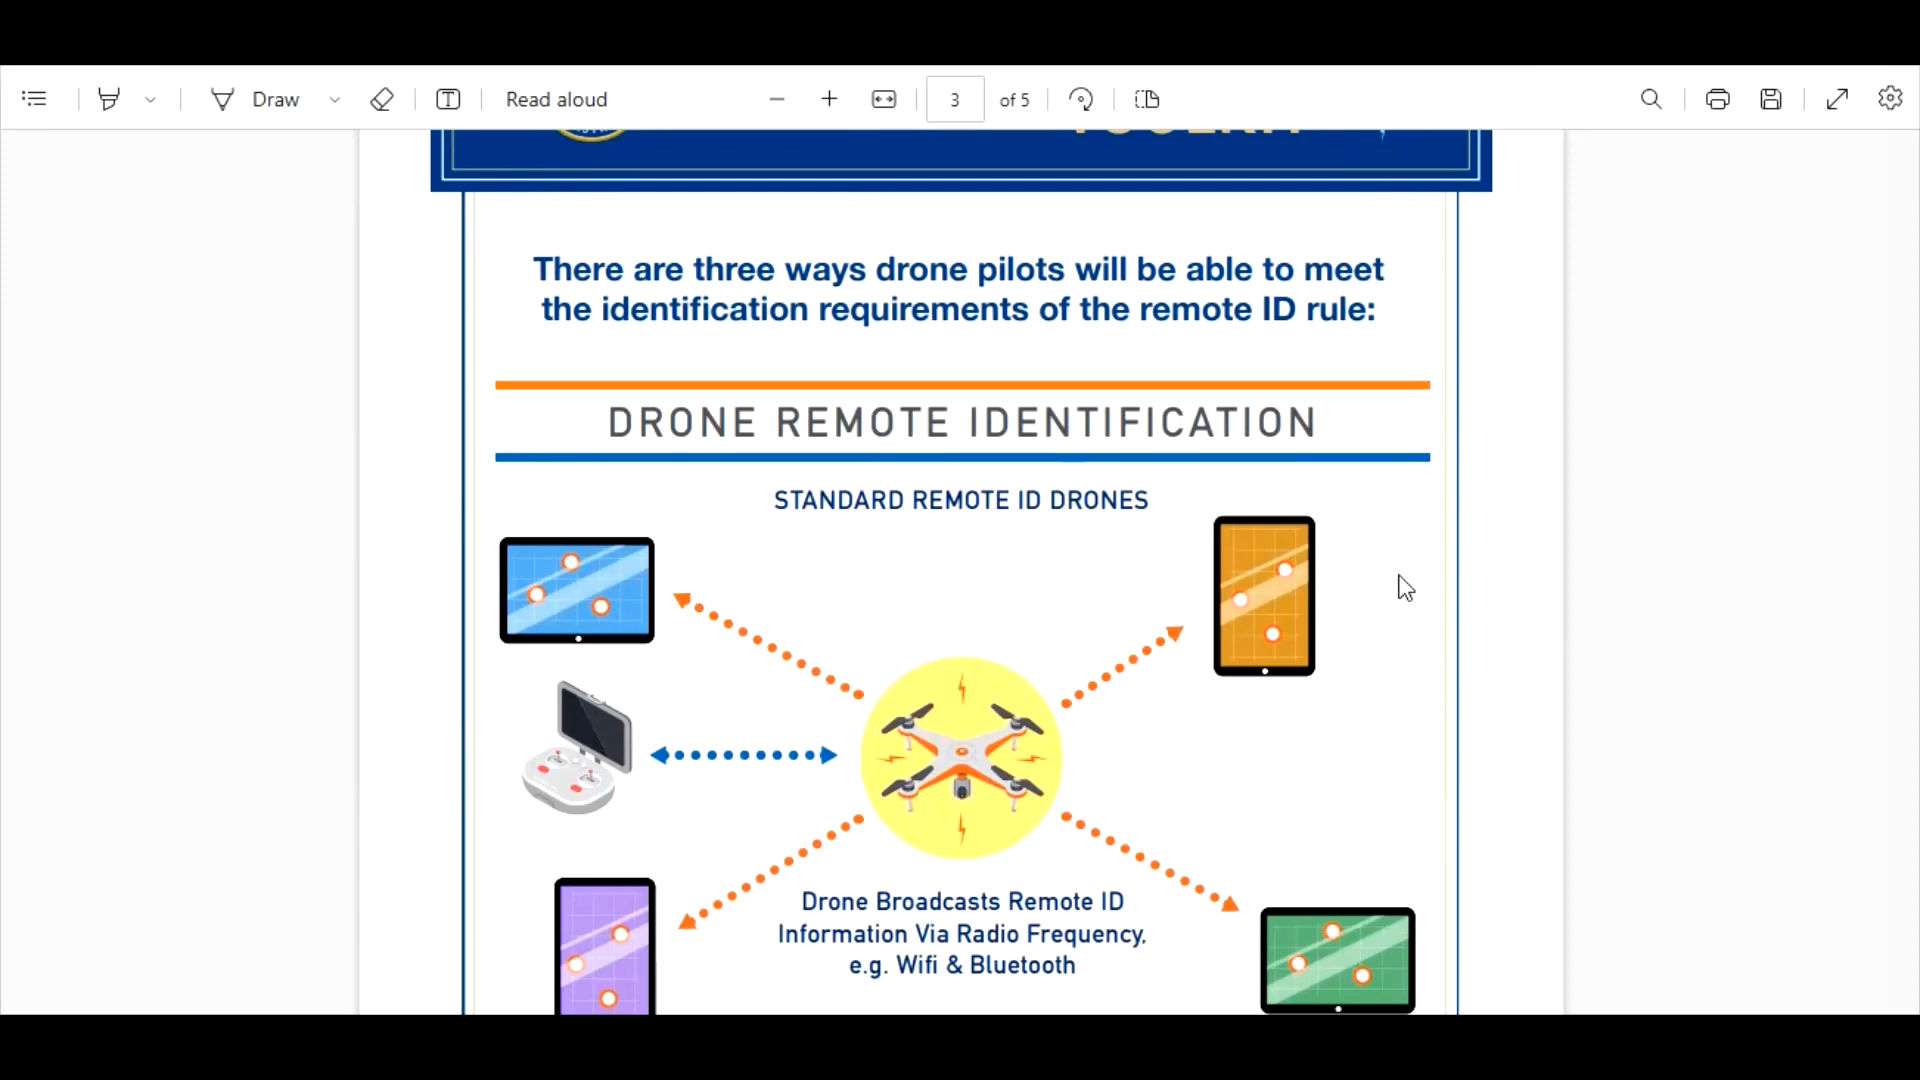 Draw
Read aloud
3 of 5
There are three ways drone pilots will be able to meet
the identification requirements of the remote ID rule:
DRONE REMOTE IDENTIFICATION
STANDARD REMOTE ID DRONES
Drone Broadcasts Remote ID
Information Via Radio Frequency,
e.g. Wifi & Bluetooth